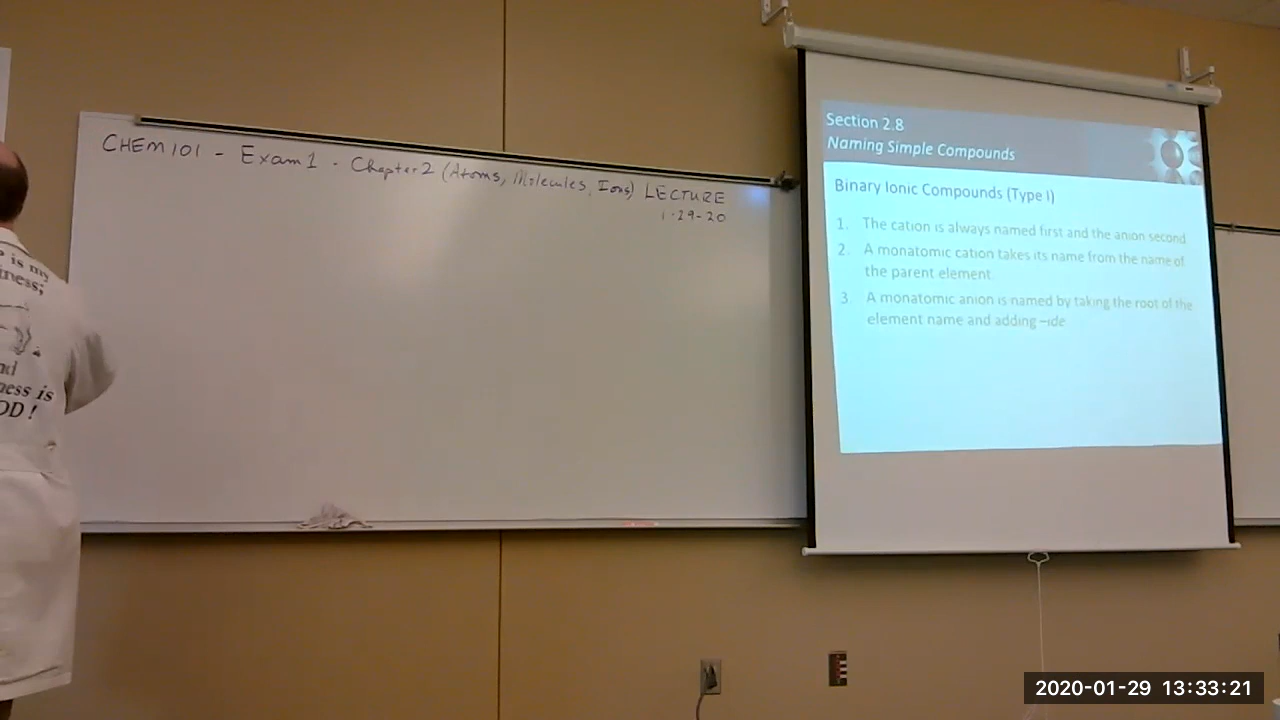 CHEM 101 - Exam 1 - Chapter 2 (Atoms, Molecules, Ions) LECTURE
1-29-20
Section 2.8
Naming Simple Compounds
Binary Ionic Compounds (Type I)
1. The cation is always named first and the anion second.
2. A monatomic cation takes its name from the name of
the parent element.
3. A monatomic anion is named by taking the root of the
element name and adding –ide.
is my
iness;
nd
ness is
OD!
2020-01-29 13:33:21